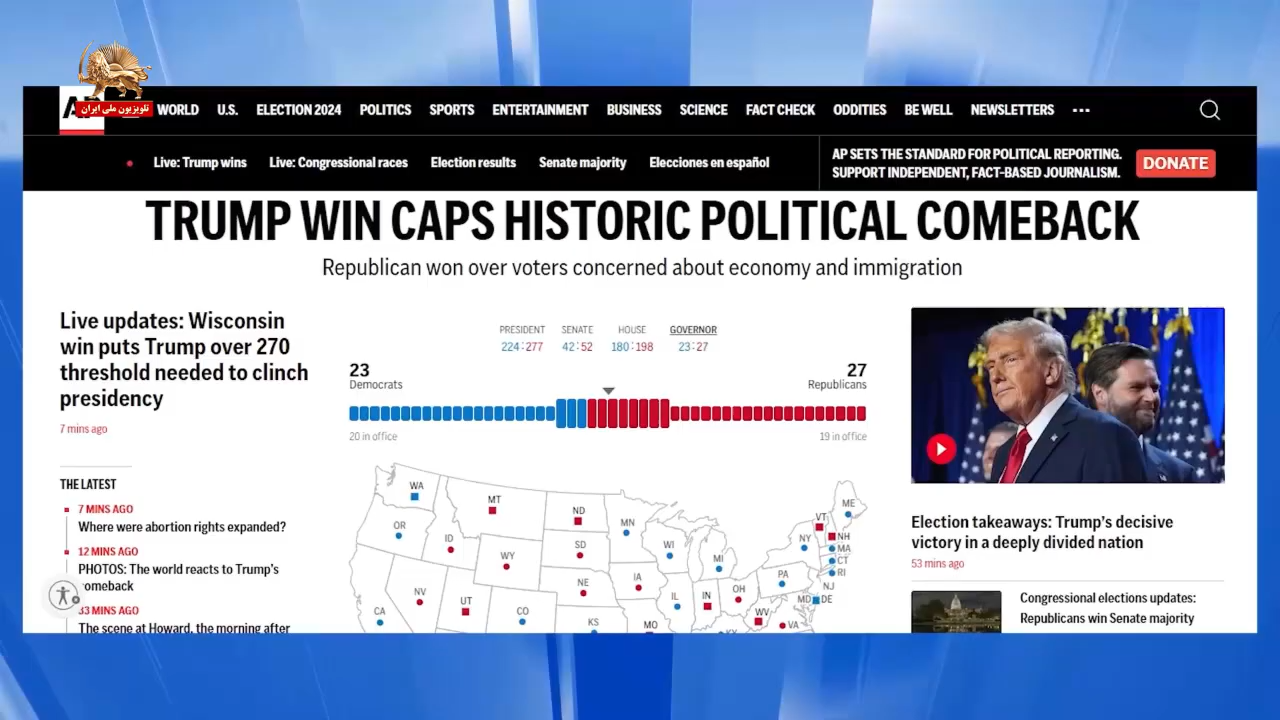 تلویزیون ملی ایران
WORLD U.S. ELECTION 2024 POLITICS SPORTS ENTERTAINMENT BUSINESS SCIENCE FACT CHECK ODDITIES BE WELL NEWSLETTERS ...
Live: Trump wins Live: Congressional races Election results Senate majority Elecciones en español
AP SETS THE STANDARD FOR POLITICAL REPORTING.
SUPPORT INDEPENDENT, FACT-BASED JOURNALISM.
DONATE
TRUMP WIN CAPS HISTORIC POLITICAL COMEBACK
Republican won over voters concerned about economy and immigration
Live updates: Wisconsin
win puts Trump over 270
threshold needed to clinch
presidency
7 mins ago
THE LATEST
7 MINS AGO
Where were abortion rights expanded?
12 MINS AGO
PHOTOS: The world reacts to Trump's
comeback
33 MINS AGO
The scene at Howard, the morning after
PRESIDENT SENATE HOUSE GOVERNOR
224:277 42:52 180:198 23:27
23 27
Democrats Republicans
20 in office 19 in office
WA MT ND MN VT ME
OR ID SD WI NY NH
WY MI MA
CT
RI
NV NE IA PA NJ
UT IL IN OH MD DE
CA CO KS MO WV VA
KY
Election takeaways: Trump's decisive
victory in a deeply divided nation
53 mins ago
Congressional elections updates:
Republicans win Senate majority